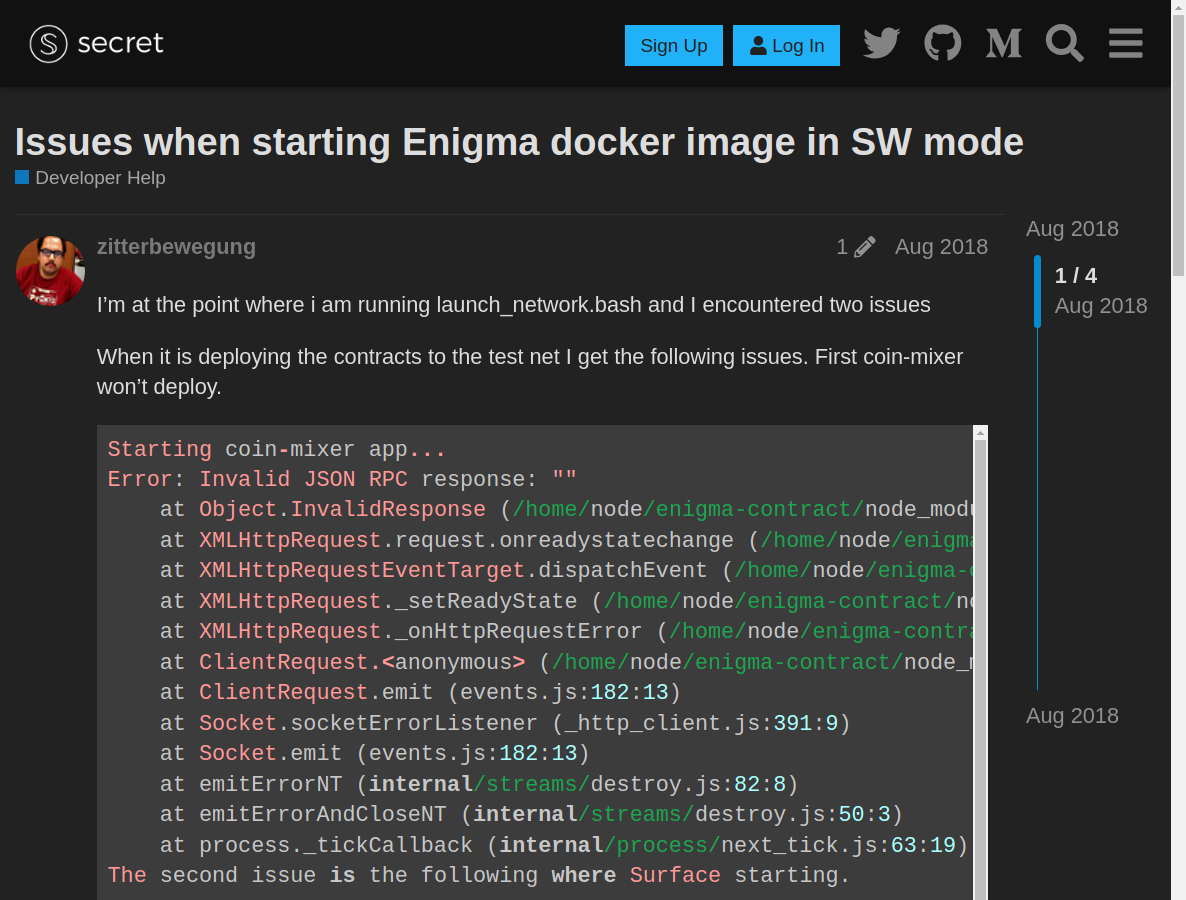 secret
Sign Up
Log In
Issues when starting Enigma docker image in SW mode
Developer Help
zitterbewegung
1
Aug 2018
Aug 2018
1 / 4
Aug 2018
I’m at the point where i am running launch_network.bash and I encountered two issues
When it is deploying the contracts to the test net I get the following issues. First coin-mixer
won’t deploy.
Starting coin-mixer app...
Error: Invalid JSON RPC response: ""
    at Object.InvalidResponse (/home/node/enigma-contract/node_modu
    at XMLHttpRequest.request.onreadystatechange (/home/node/enigma
    at XMLHttpRequestEventTarget.dispatchEvent (/home/node/enigma-c
    at XMLHttpRequest._setReadyState (/home/node/enigma-contract/no
    at XMLHttpRequest._onHttpRequestError (/home/node/enigma-contra
    at ClientRequest.<anonymous> (/home/node/enigma-contract/node_m
    at ClientRequest.emit (events.js:182:13)
    at Socket.socketErrorListener (_http_client.js:391:9)
    at Socket.emit (events.js:182:13)
    at emitErrorNT (internal/streams/destroy.js:82:8)
    at emitErrorAndCloseNT (internal/streams/destroy.js:50:3)
    at process._tickCallback (internal/process/next_tick.js:63:19)
The second issue is the following where Surface starting.
Aug 2018